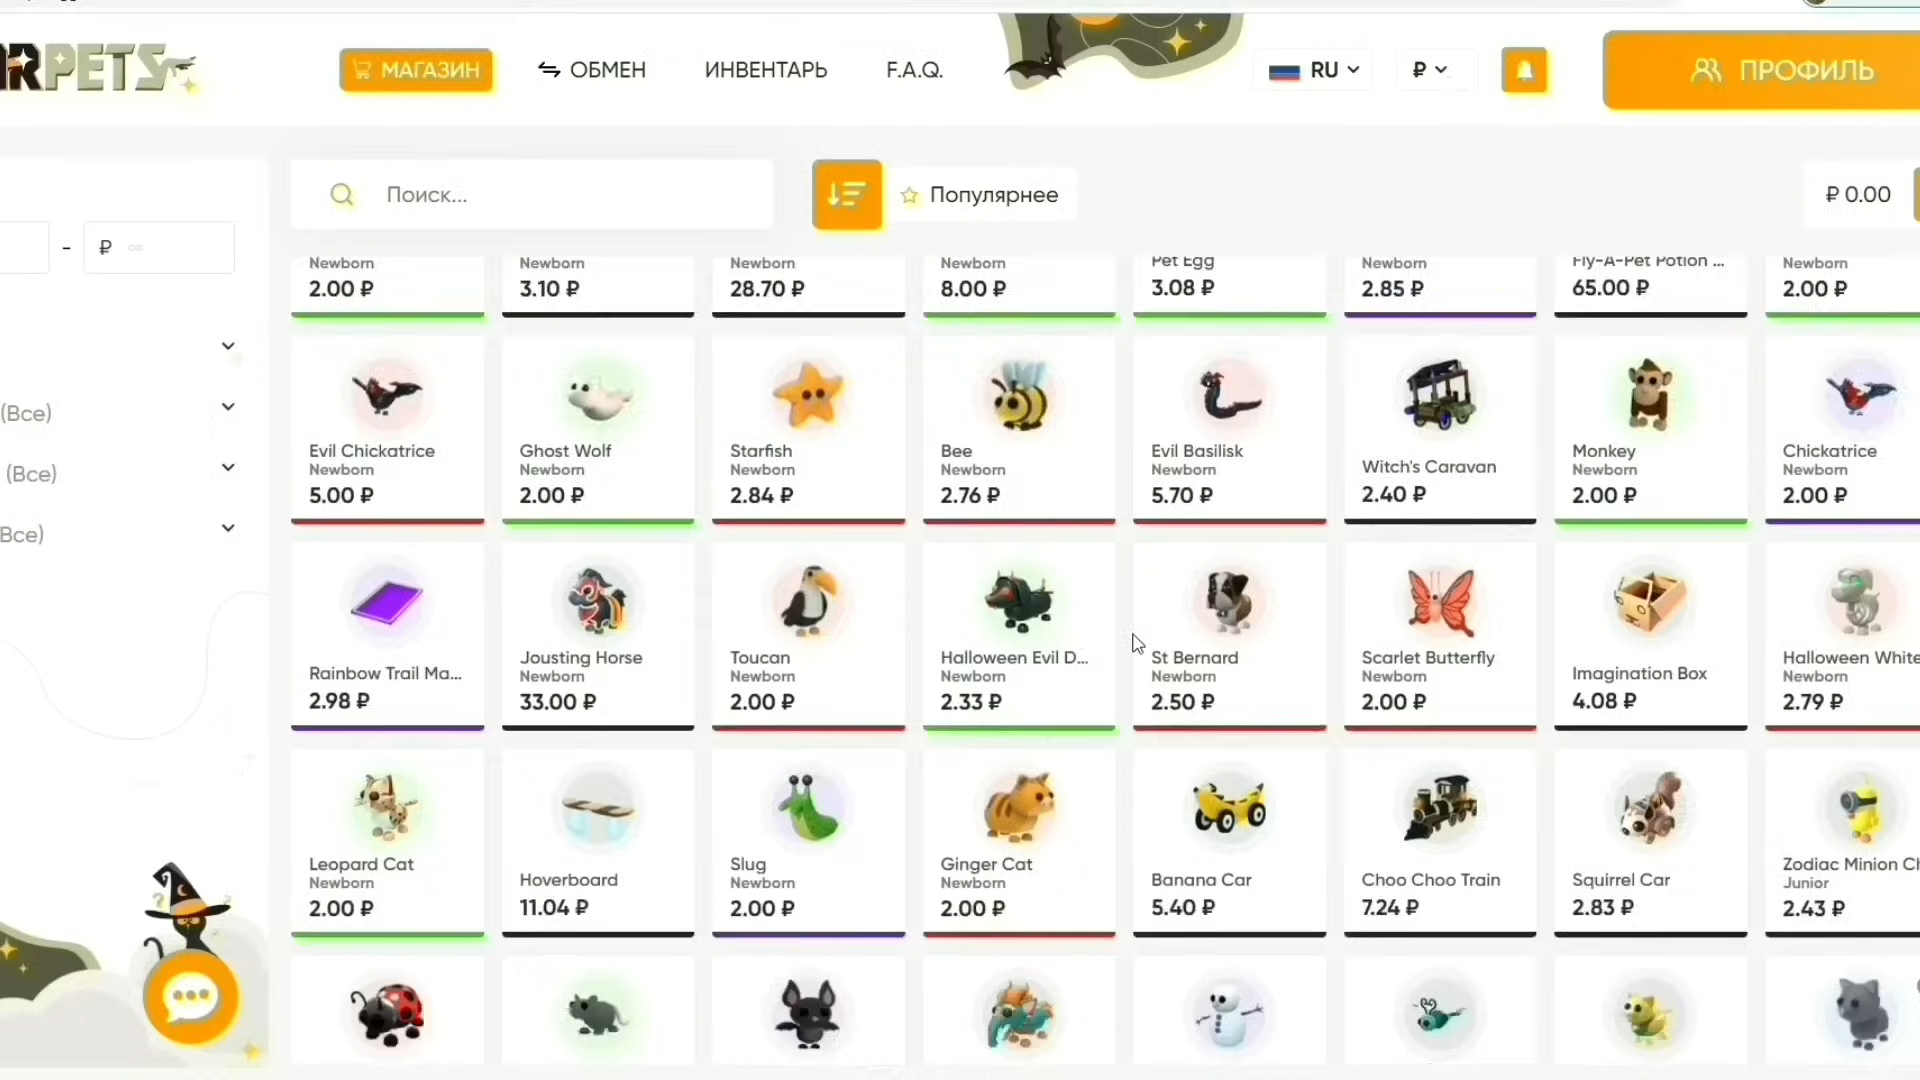 RPETS
МАГАЗИН
ОБМЕН
ИНВЕНТАРЬ
F.A.Q.
RU
₽
ПРОФИЛЬ
Поиск...
Популярнее
₽ 0.00
- ₽ ∞
Newborn
2.00 ₽
Newborn
3.10 ₽
Newborn
28.70 ₽
Newborn
8.00 ₽
Pet Egg
3.08 ₽
Newborn
2.85 ₽
Fly-A-Pet Potion ...
65.00 ₽
Newborn
2.00 ₽
(Все)
(Все)
Все)
Evil Chickatrice
Newborn
5.00 ₽
Ghost Wolf
Newborn
2.00 ₽
Starfish
Newborn
2.84 ₽
Bee
Newborn
2.76 ₽
Evil Basilisk
Newborn
5.70 ₽
Witch's Caravan
2.40 ₽
Monkey
Newborn
2.00 ₽
Chickatrice
Newborn
2.00 ₽
Rainbow Trail Ma...
2.98 ₽
Jousting Horse
Newborn
33.00 ₽
Toucan
Newborn
2.00 ₽
Halloween Evil D...
Newborn
2.33 ₽
St Bernard
Newborn
2.50 ₽
Scarlet Butterfly
Newborn
2.00 ₽
Imagination Box
4.08 ₽
Halloween White
Newborn
2.79 ₽
Leopard Cat
Newborn
2.00 ₽
Hoverboard
11.04 ₽
Slug
Newborn
2.00 ₽
Ginger Cat
Newborn
2.00 ₽
Banana Car
5.40 ₽
Choo Choo Train
7.24 ₽
Squirrel Car
2.83 ₽
Zodiac Minion Ch
Junior
2.43 ₽